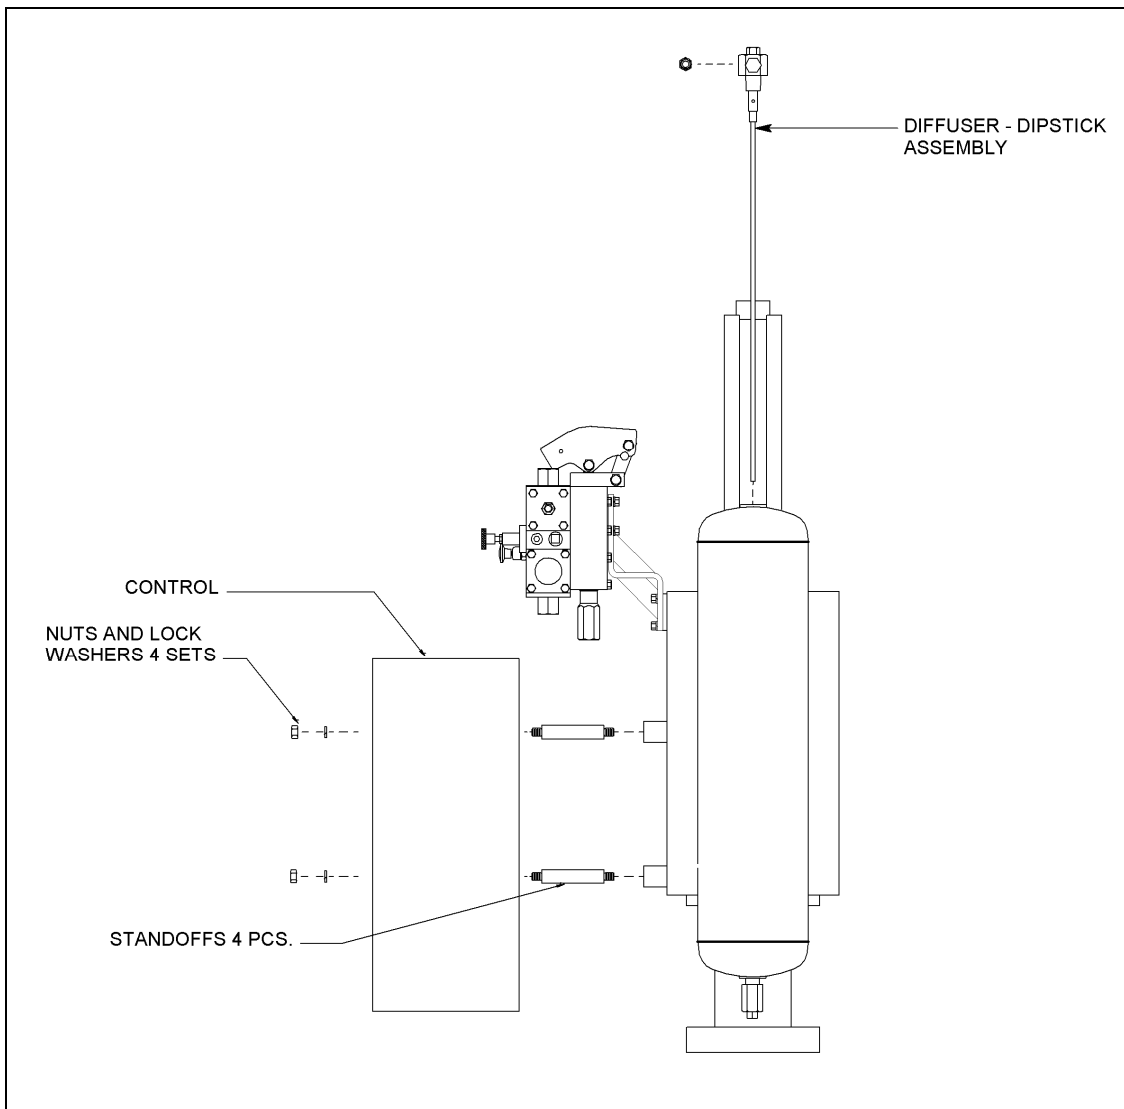 DIFFUSER - DIPSTICK
ASSEMBLY
CONTROL
NUTS AND LOCK
WASHERS 4 SETS
STANDOFFS 4 PCS.